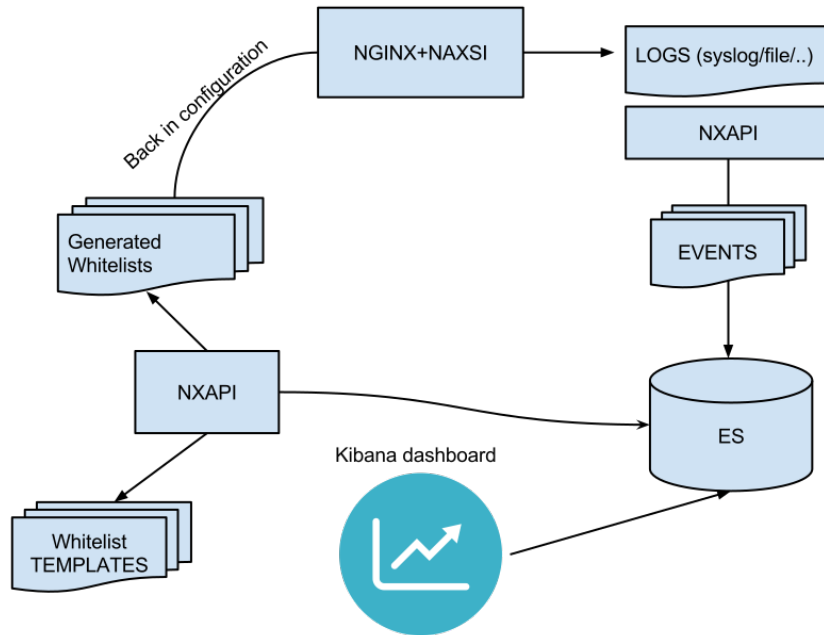 NGINX+NAXSI
LOGS (syslog/file/..)
Back in configuration
NXAPI
Generated
Whitelists
EVENTS
NXAPI
ES
Kibana dashboard
Whitelist
TEMPLATES